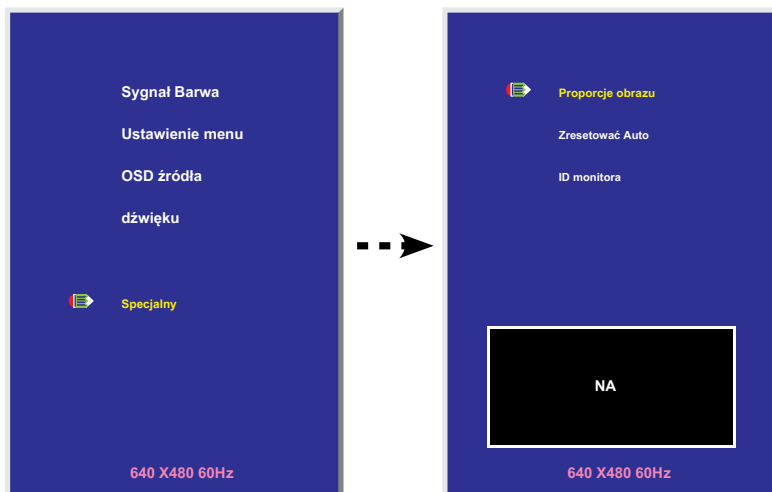 Sygnał Barwa
Ustawienie menu
OSD źródła
dźwięku
Specjalny
640 X480 60Hz
Proporcje obrazu
Zresetować Auto
ID monitora
NA
640 X480 60Hz